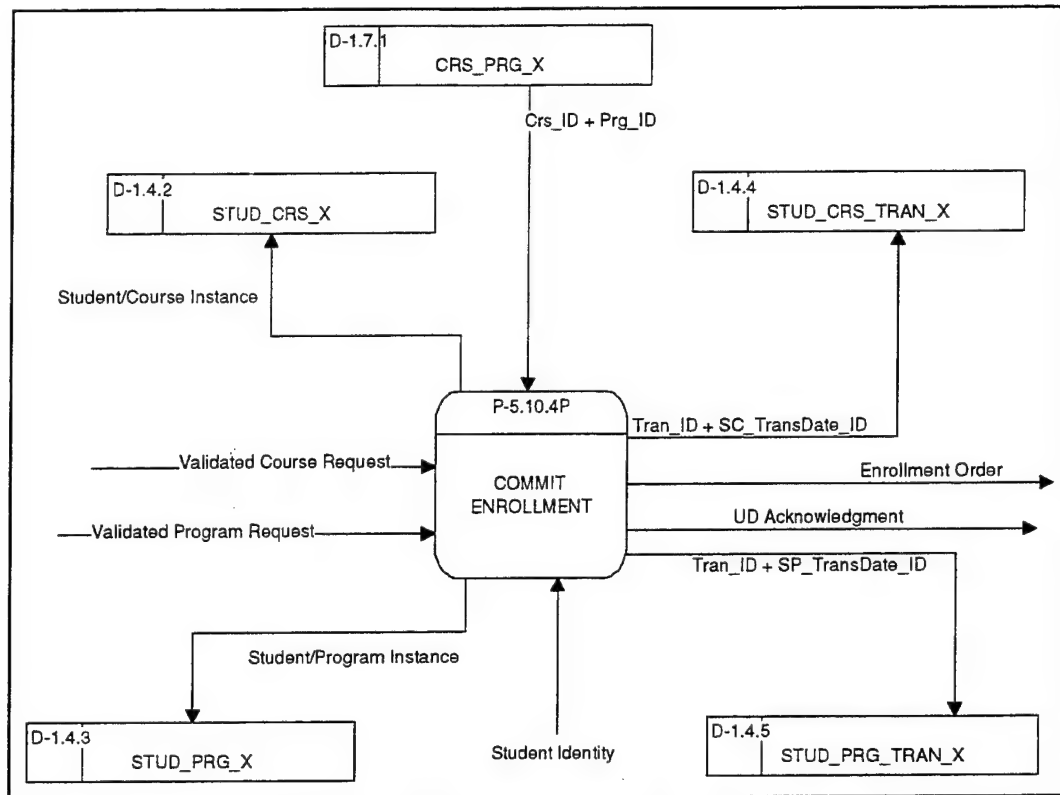 D-1.7.1
CRS_PRG_X
Crs_ID + Prg_ID
D-1.4.2
STUD_CRS_X
D-1.4.4
STUD_CRS_TRAN_X
Student/Course Instance
P-5.10.4P
Tran_ID + SC_TransDate_ID
Validated Course Request
COMMIT
ENROLLMENT
Enrollment Order
UD Acknowledgment
Validated Program Request
Tran_ID + SP_TransDate_ID
Student/Program Instance
D-1.4.3
STUD_PRG_X
Student Identity
D-1.4.5
STUD_PRG_TRAN_X